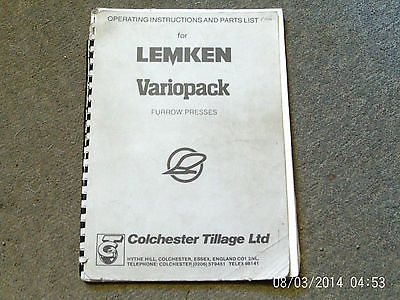 OPERATING INSTRUCTIONS AND PARTS LIST
for
LEMKEN
Variopack
FURROW PRESSES
Colchester Tillage Ltd
HYTHE HILL, COLCHESTER, ESSEX, ENGLAND CO1 2NL.
TELEPHONE: COLCHESTER (0206) 579451 TELEX 98141
08/03/2014 04:53